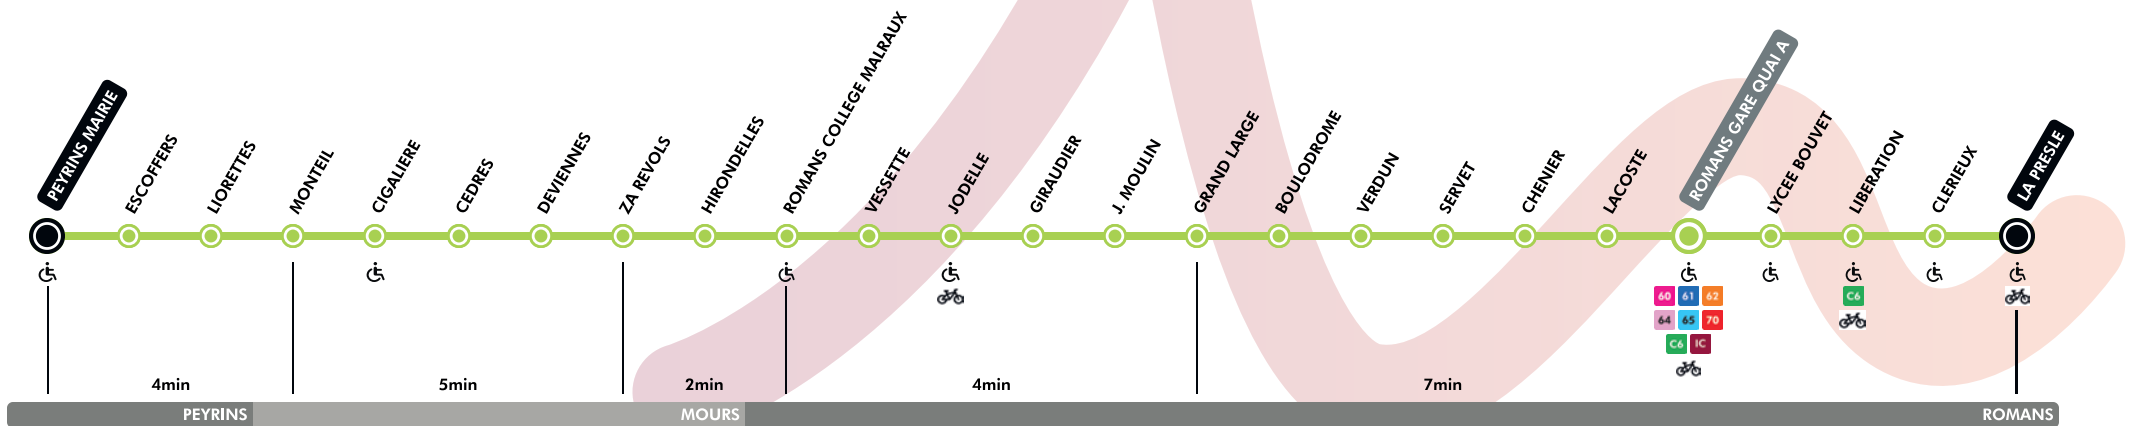 PEYRINS MAIRIE
ESCOFFERS
LIORETTES
MONTEIL
CIGALIERE
CEDRES
DEVIENNES
ZA REVOLS
HIRONDELLES
ROMANS COLLEGE MALRAUX
VESSETTE
JODELLE
GIRAUDIER
J. MOULIN
GRAND LARGE
BOULODROME
VERDUN
SERVET
CHENIER
LACOSTE
ROMANS GARE QUAI A
LYCEE BOUVET
LIBERATION
CLERIEUX
LA PRESLE
60 61 62
64 65 70
C6 IC
C6
4min 5min 2min 4min 7min
PEYRINS MOURS ROMANS